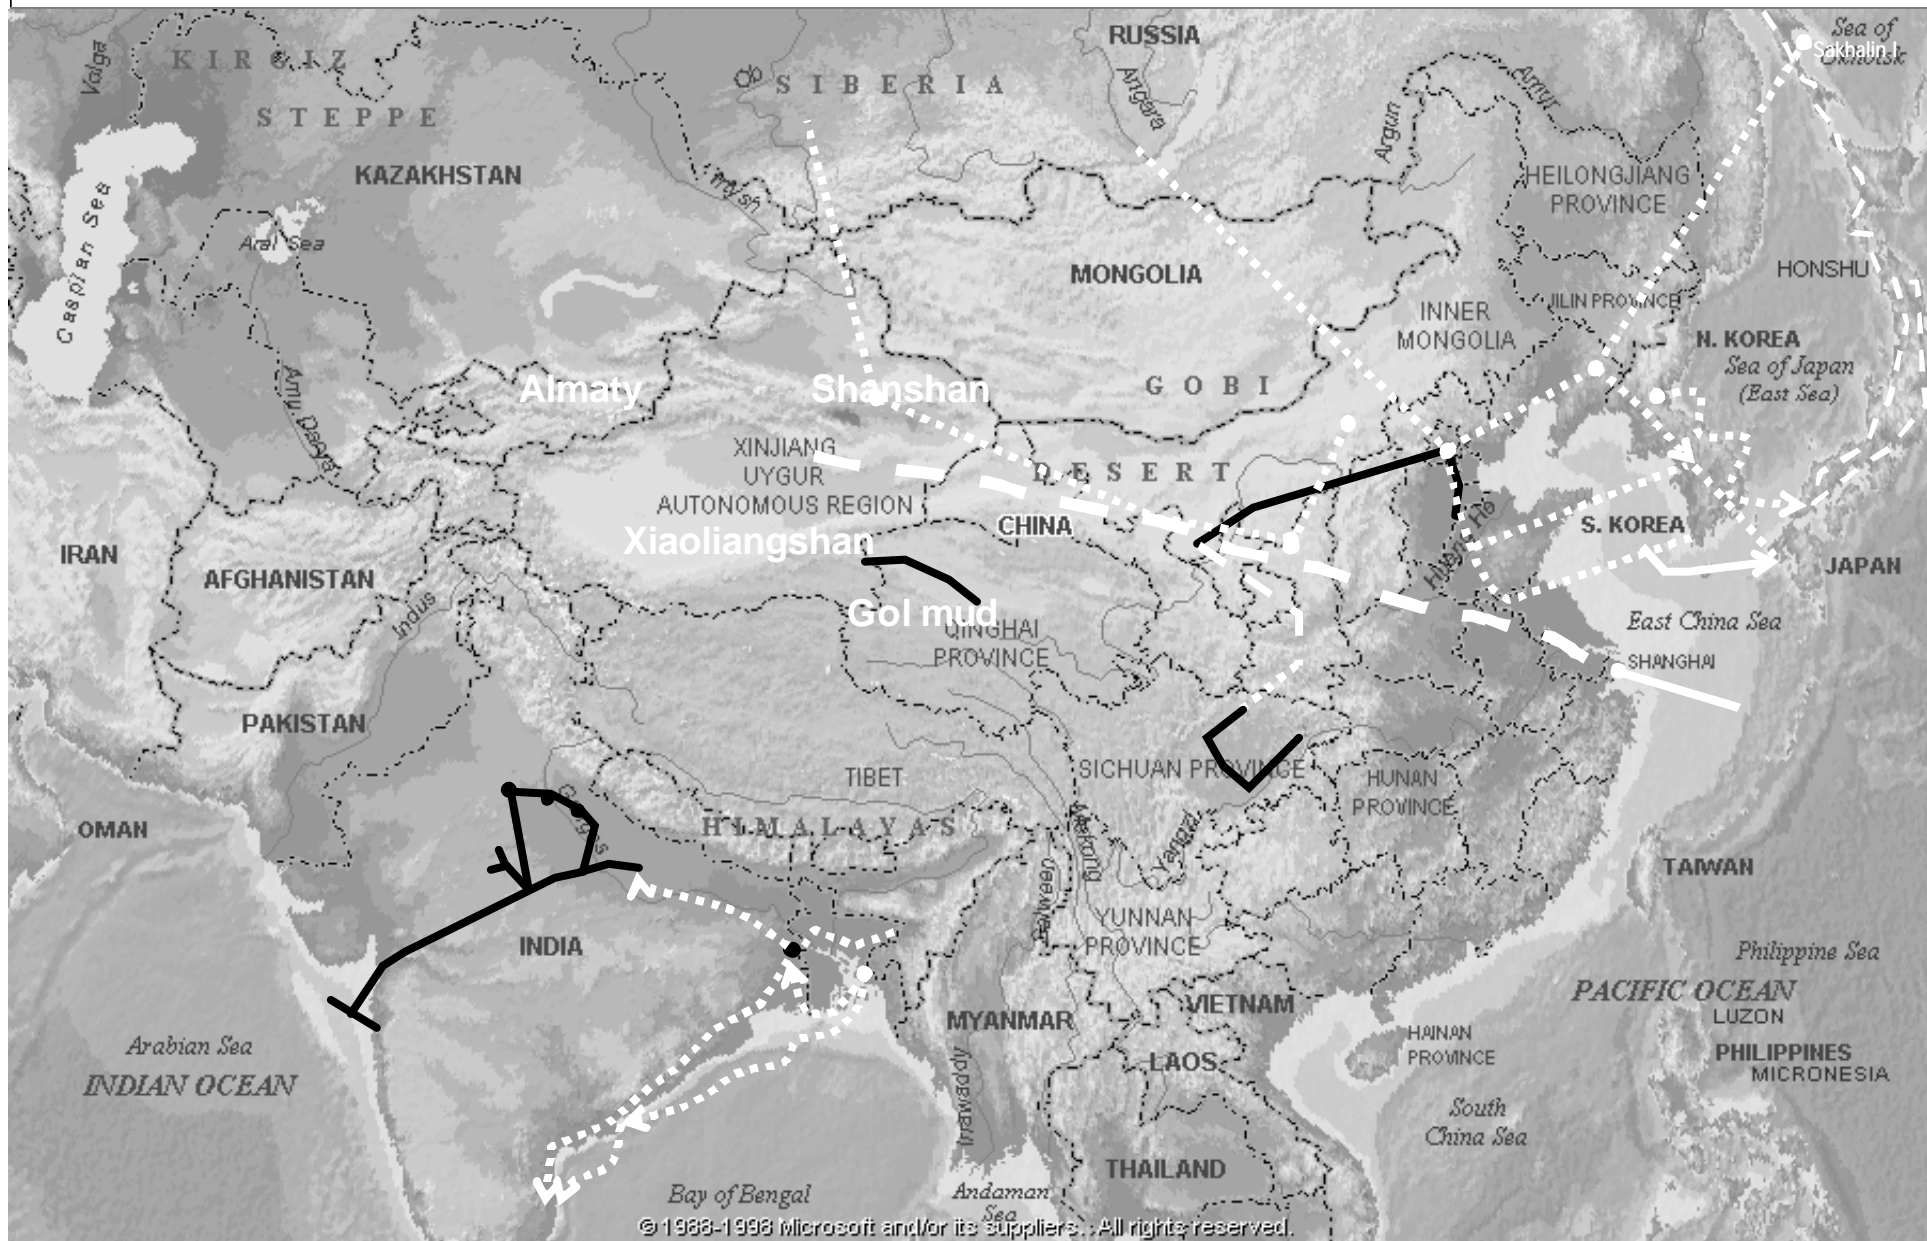 RUSSIA
Sea of
Okhotsk
Sakhalin I
KIRGIZ
STEPPE
Volga
Ob
SIBERIA
Angara
Argun
Amur
KAZAKHSTAN
Irtysh
HEILONGJIANG
PROVINCE
Aral Sea
Caspian Sea
MONGOLIA
HONSHU
INNER
MONGOLIA
JILIN PROVINCE
N. KOREA
Sea of Japan
(East Sea)
Amu Darya
Almaty
Shanshan
GOBI
DESERT
XINJIANG
UYGUR
AUTONOMOUS REGION
CHINA
Huang He
S. KOREA
JAPAN
IRAN
AFGHANISTAN
Xiaoliangshan
Indus
Gol mud
QINGHAI
PROVINCE
East China Sea
SHANGHAI
PAKISTAN
TIBET
SICHUAN PROVINCE
HUNAN
PROVINCE
OMAN
Ganges
HIMALAYAS
Mekong
Yangzi
Salween
TAIWAN
INDIA
YUNNAN
PROVINCE
Philippine Sea
PACIFIC OCEAN
LUZON
MYANMAR
VIETNAM
HAINAN
PROVINCE
Arabian Sea
INDIAN OCEAN
LAOS
PHILIPPINES
MICRONESIA
Irrawaddy
South
China Sea
THAILAND
Bay of Bengal
Andaman
Sea
© 1988-1998 Microsoft and/or its suppliers. All rights reserved.